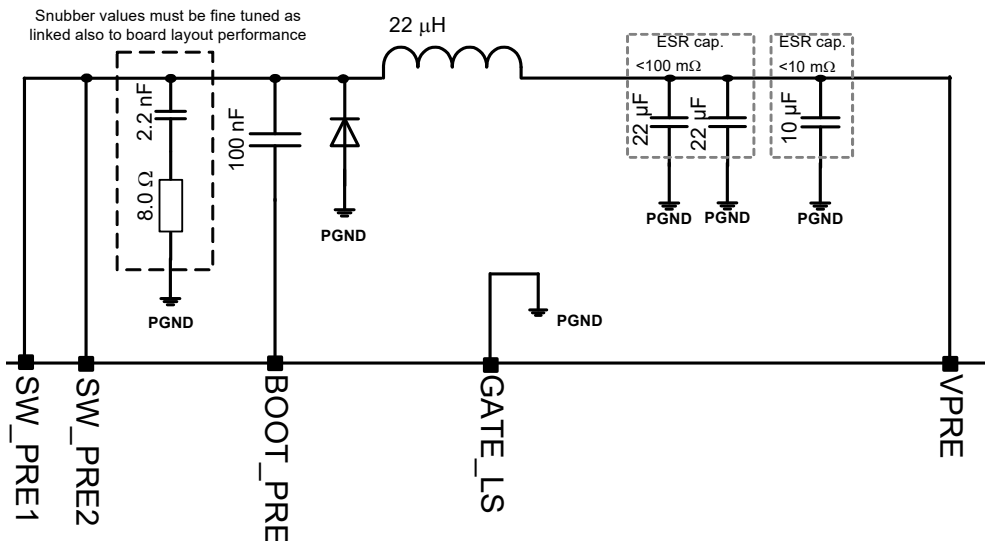 Snubber values must be fine tuned as
linked also to board layout performance
22 μH
ESR cap.
<100 mΩ
ESR cap.
<10 mΩ
2.2 nF
8.0 Ω
100 nF
22 µF
22 µF
10 µF
PGND
PGND
PGND
PGND
PGND
PGND
SW_PRE1
SW_PRE2
BOOT_PRE
GATE_LS
VPRE